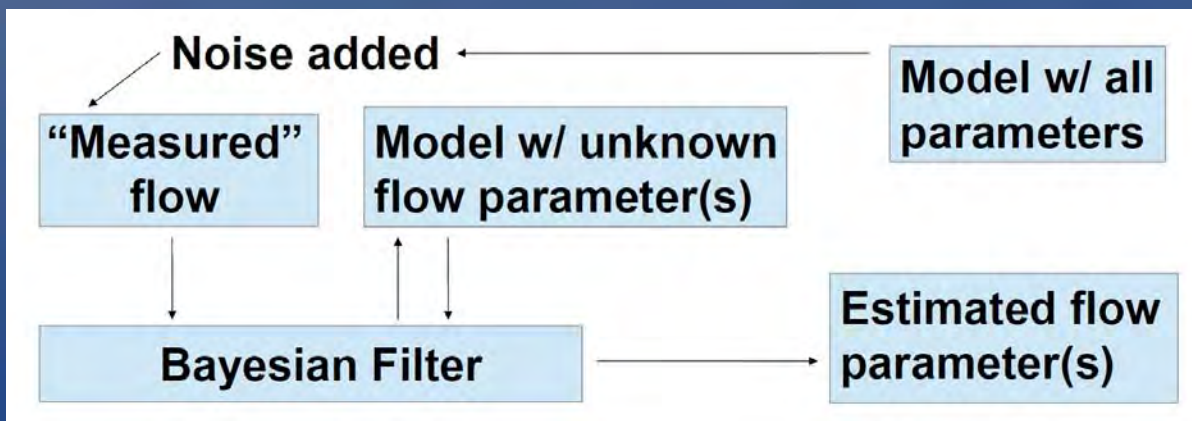 Noise added
Model w/ all
parameters
“Measured”
flow
Model w/ unknown
flow parameter(s)
Bayesian Filter
Estimated flow
parameter(s)